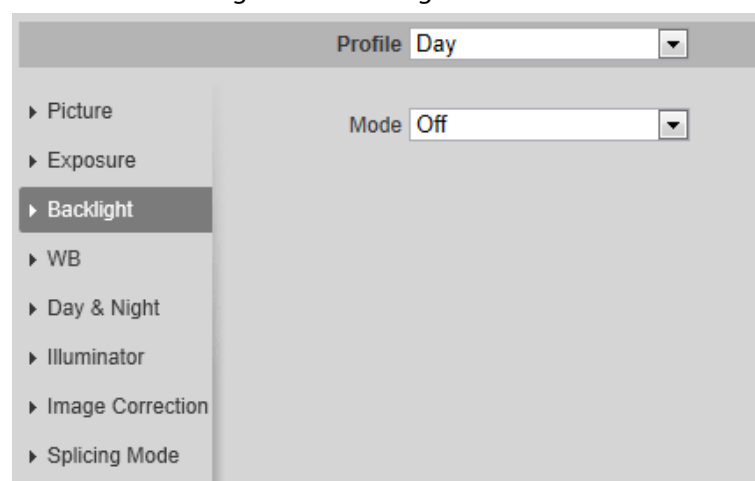 Profile Day
Picture
Mode Off
Exposure
Backlight
WB
Day & Night
Illuminator
Image Correction
Splicing Mode